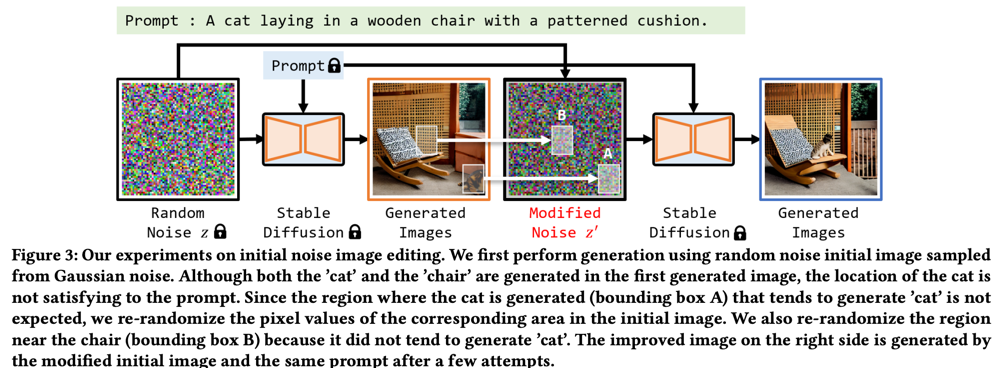 Prompt : A cat laying in a wooden chair with a patterned cushion.
Prompt
B
A
Random Noise z
Stable Diffusion
Generated Images
Modified Noise z′
Stable Diffusion
Generated Images
Figure 3: Our experiments on initial noise image editing. We first perform generation using random noise initial image sampled
from Gaussian noise. Although both the 'cat' and the 'chair' are generated in the first generated image, the location of the cat is
not satisfying to the prompt. Since the region where the cat is generated (bounding box A) that tends to generate 'cat' is not
expected, we re-randomize the pixel values of the corresponding area in the initial image. We also re-randomize the region
near the chair (bounding box B) because it did not tend to generate 'cat'. The improved image on the right side is generated by
the modified initial image and the same prompt after a few attempts.